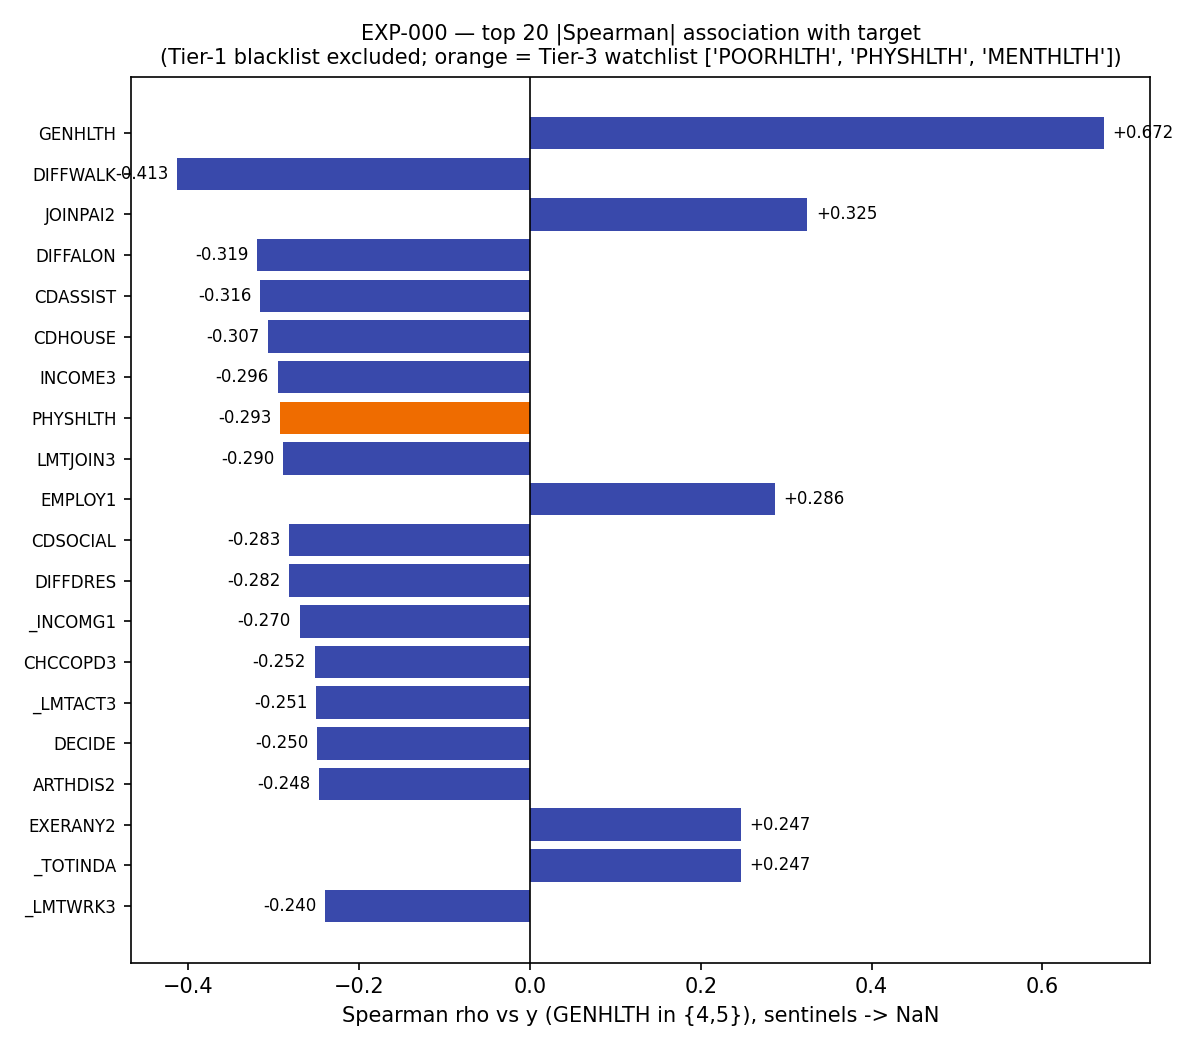 EXP-000 — top 20 |Spearman| association with target
(Tier-1 blacklist excluded; orange = Tier-3 watchlist ['POORHLTH', 'PHYSHLTH', 'MENTHLTH'])
GENHLTH +0.672
DIFFWALK -0.413
JOINPAI2 +0.325
DIFFALON -0.319
CDASSIST -0.316
CDHOUSE -0.307
INCOME3 -0.296
PHYSHLTH -0.293
LMTJOIN3 -0.290
EMPLOY1 +0.286
CDSOCIAL -0.283
DIFFDRES -0.282
_INCOMG1 -0.270
CHCCOPD3 -0.252
_LMTACT3 -0.251
DECIDE -0.250
ARTHDIS2 -0.248
EXERANY2 +0.247
_TOTINDA +0.247
_LMTWRK3 -0.240
−0.4 −0.2 0.0 0.2 0.4 0.6
Spearman rho vs y (GENHLTH in {4,5}), sentinels -> NaN